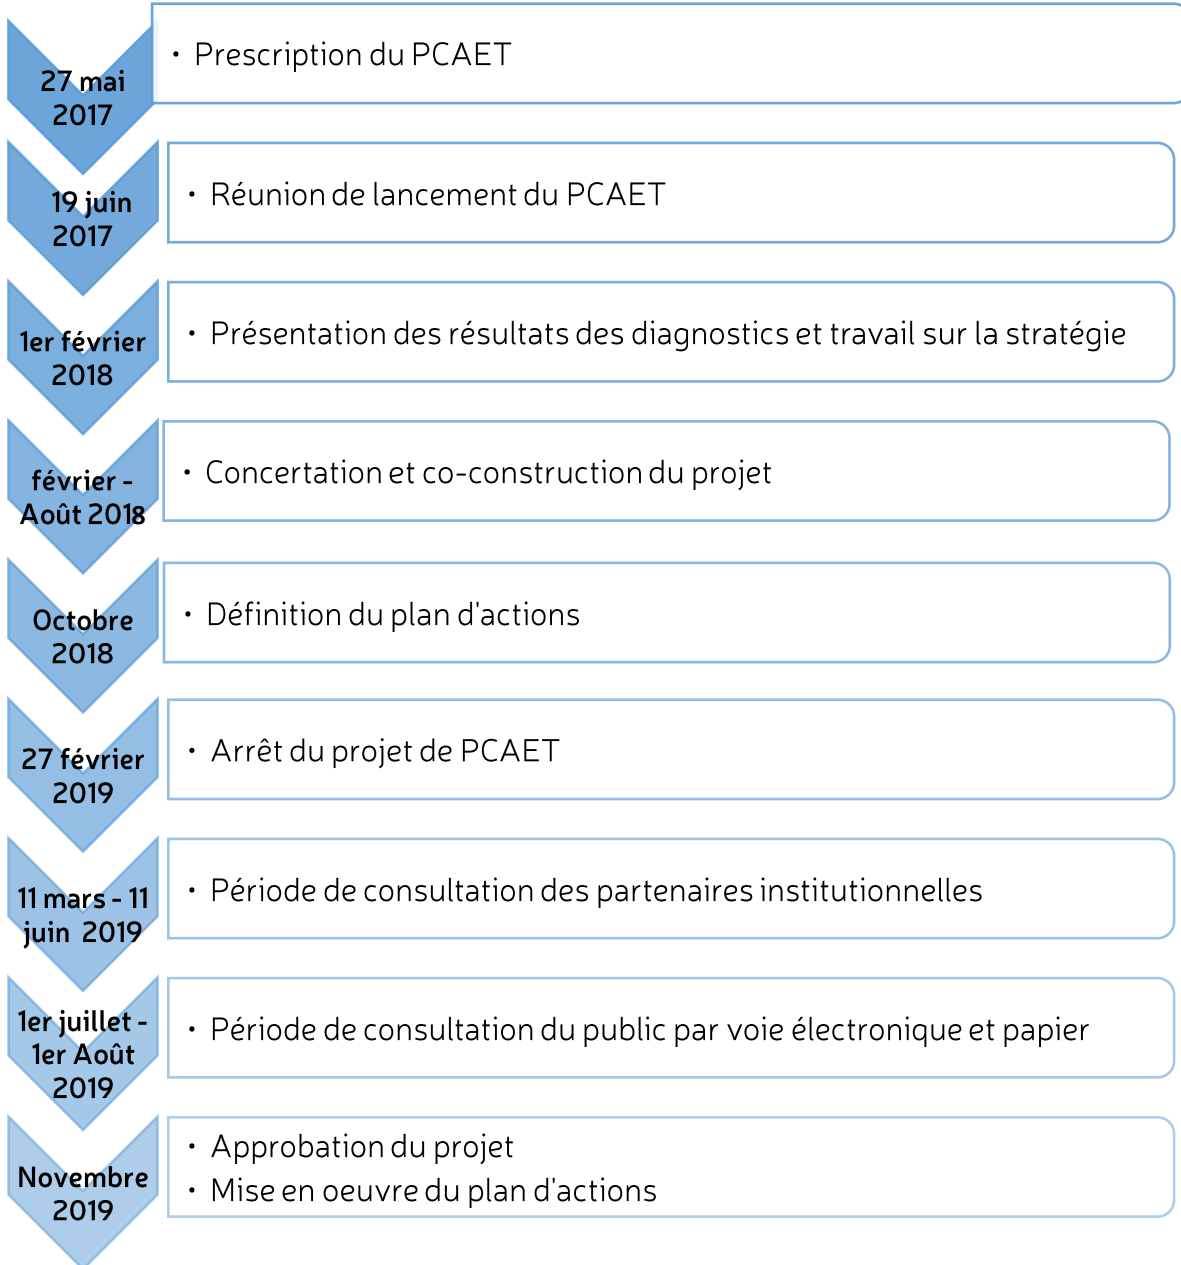 27 mai
2017
• Prescription du PCAET
19 juin
2017
• Réunion de lancement du PCAET
1er février
2018
• Présentation des résultats des diagnostics et travail sur la stratégie
février -
Août 2018
• Concertation et co-construction du projet
Octobre
2018
• Définition du plan d'actions
27 février
2019
• Arrêt du projet de PCAET
11 mars - 11
juin 2019
• Période de consultation des partenaires institutionnelles
1er juillet -
1er Août
2019
• Période de consultation du public par voie électronique et papier
Novembre
2019
• Approbation du projet
• Mise en oeuvre du plan d'actions